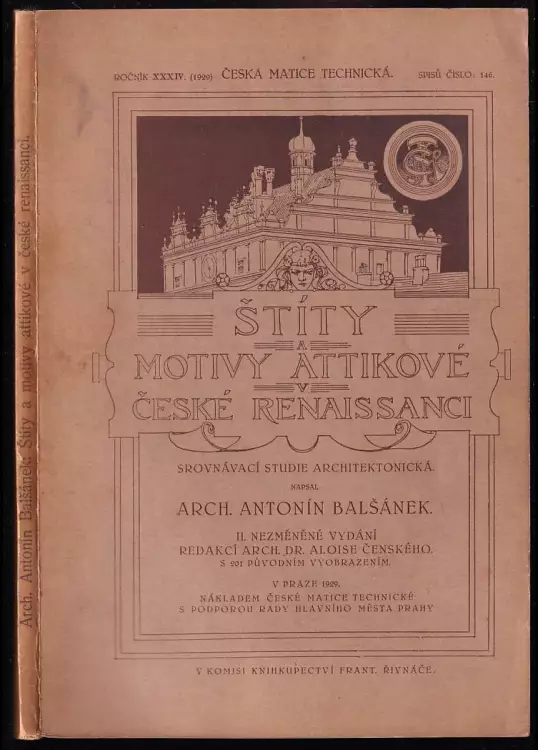 ROČNÍK XXXIV. (1929) ČESKÁ MATICE TECHNICKÁ. SPISŮ ČÍSLO: 146.
ŠTÍTY
A
MOTIVY ATTIKOVÉ
V
ČESKÉ RENAISSANCI
SROVNÁVACÍ STUDIE ARCHITEKTONICKÁ.
NAPSAL
ARCH. ANTONÍN BALŠÁNEK.
II. NEZMĚNĚNÉ VYDÁNÍ
REDAKCÍ ARCH. DR. ALOISE ČENSKÉHO.
S 201 PŮVODNÍM VYOBRAZENÍM.
V PRAZE 1929.
NÁKLADEM ČESKÉ MATICE TECHNICKÉ
S PODPOROU RADY HLAVNÍHO MĚSTA PRAHY
V KOMISI KNIHKUPECTVÍ FRANT. ŘIVNÁČE.
Arch. Antonín Balšánek: Štíty a motivy attikové v české renaissanci.